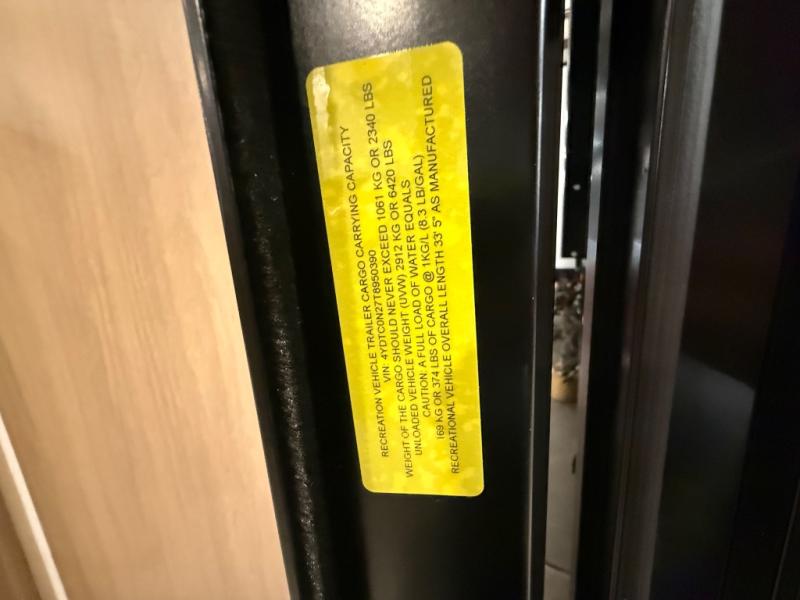 RECREATION VEHICLE TRAILER CARGO CARRYING CAPACITY
VIN: 4YDTC0N27T8950390
WEIGHT OF THE CARGO SHOULD NEVER EXCEED 1061 KG OR 2340 LBS
UNLOADED VEHICLE WEIGHT (UVW) 2912 KG OR 6420 LBS
CAUTION: A FULL LOAD OF WATER EQUALS
169 KG OR 374 LBS OF CARGO @ 1KG/L (8.3 LB/GAL)
RECREATIONAL VEHICLE OVERALL LENGTH 33' 5" AS MANUFACTURED